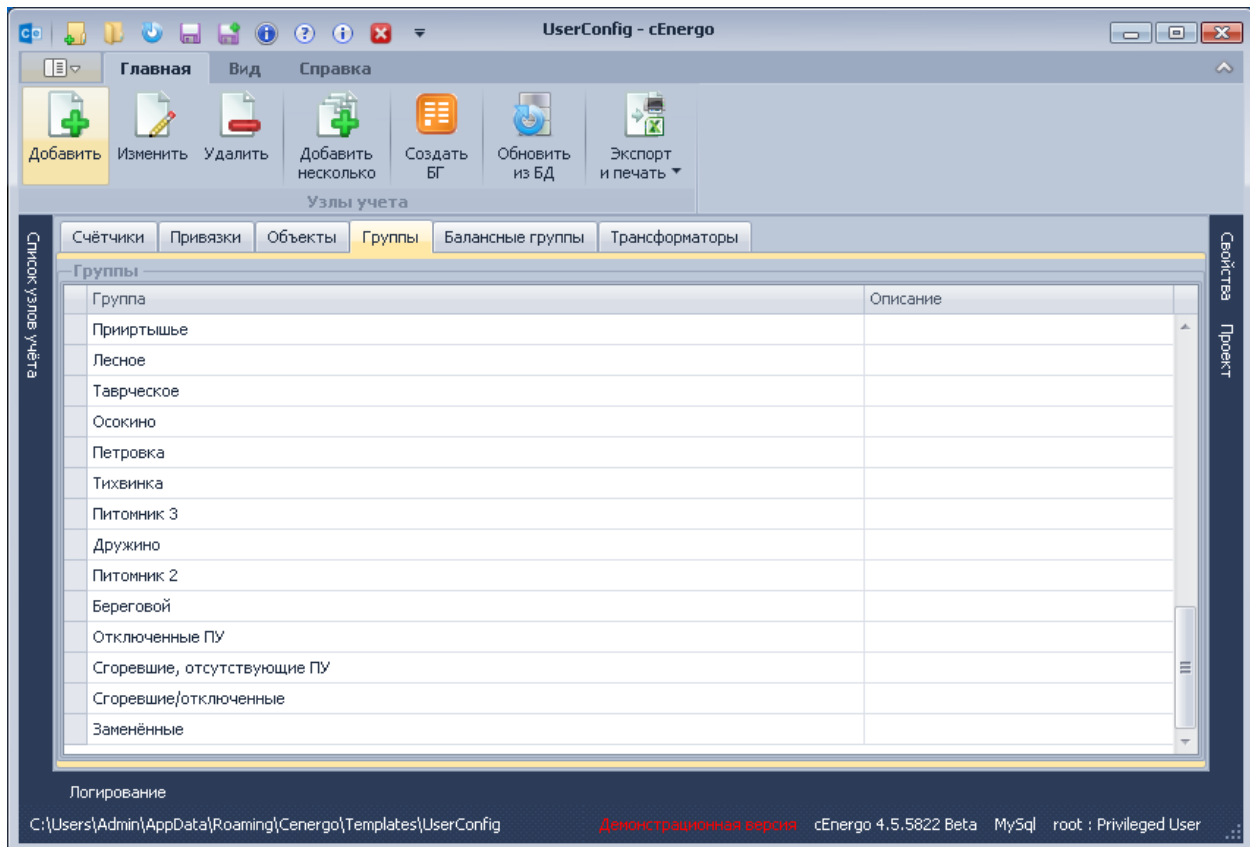 UserConfig - cEnergo
Главная Вид Справка
Добавить Изменить Удалить Добавить несколько Создать БГ Обновить из БД Экспорт и печать
Узлы учета
Список узлов учёта
Счётчики Привязки Объекты Группы Балансные группы Трансформаторы
Свойства Проект
Группы
Группа Описание
Прииртышье
Лесное
Таврческое
Осокино
Петровка
Тихвинка
Питомник 3
Дружино
Питомник 2
Береговой
Отключенные ПУ
Сгоревшие, отсутствующие ПУ
Сгоревшие/отключенные
Заменённые
Логирование
C:\Users\Admin\AppData\Roaming\Cenergo\Templates\UserConfig Демонстрационная версия cEnergo 4.5.5822 Beta MySql root : Privileged User